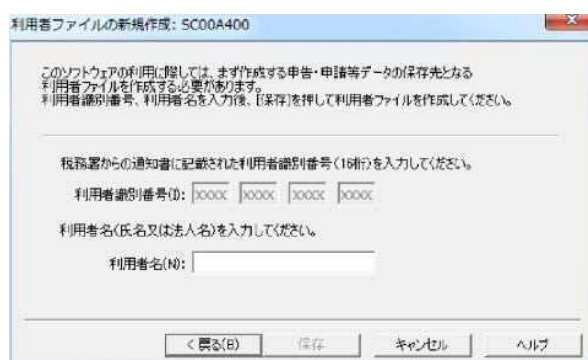 利用者ファイルの新規作成: SC00A400
このソフトウェアの利用に際しては、まず作成する申告・申請等データの保存先となる
利用者ファイルを作成する必要があります。
利用者識別番号、利用者名を入力後、[保存]を押して利用者ファイルを作成してください。
税務署からの通知書に記載された利用者識別番号(16桁)を入力してください。
利用者識別番号(I): xxxx xxxx xxxx xxxx
利用者名(氏名又は法人名)を入力してください。
利用者名(N):
< 戻る(B) 保存 キャンセル ヘルプ